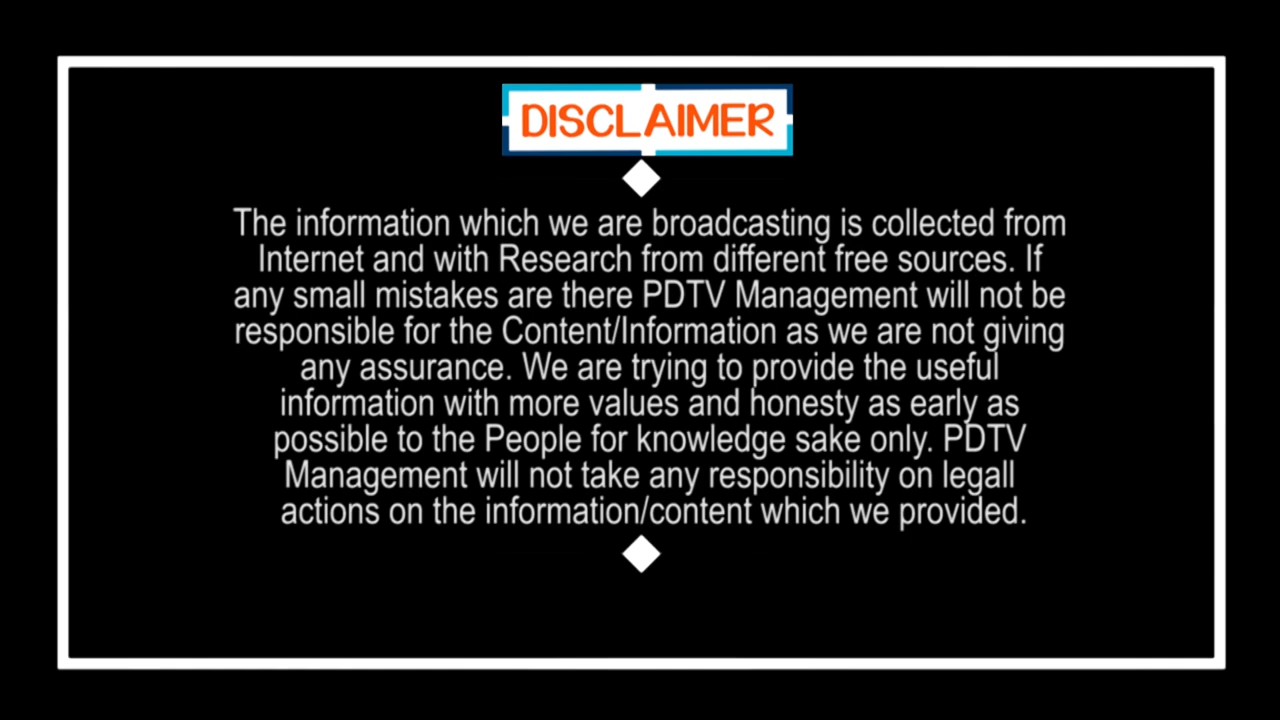 DISCLAIMER
The information which we are broadcasting is collected from
Internet and with Research from different free sources. If
any small mistakes are there PDTV Management will not be
responsible for the Content/Information as we are not giving
any assurance. We are trying to provide the useful
information with more values and honesty as early as
possible to the People for knowledge sake only. PDTV
Management will not take any responsibility on legall
actions on the information/content which we provided.